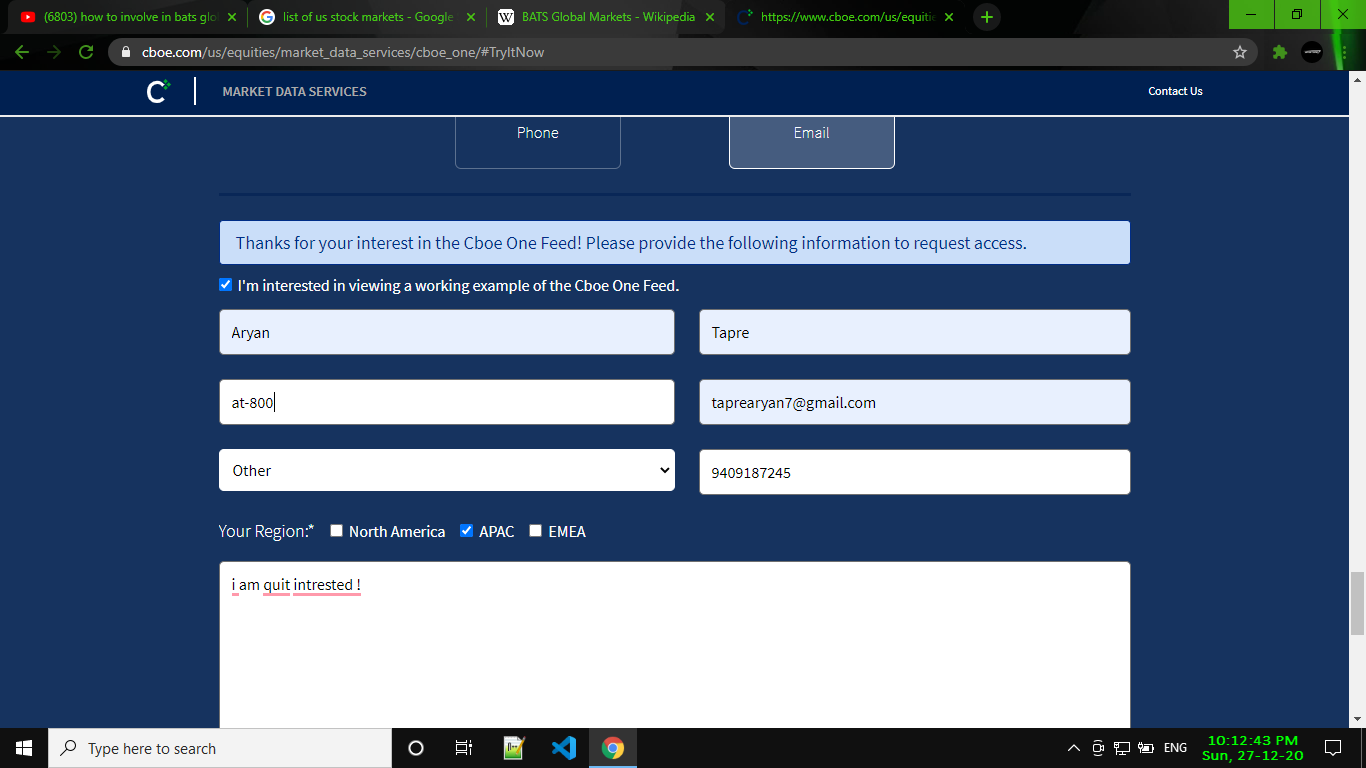 (6803) how to involve in bats glo
list of us stock markets - Google
BATS Global Markets - Wikipedia
https://www.cboe.com/us/equitie
cboe.com/us/equities/market_data_services/cboe_one/#TryItNow
MARKET DATA SERVICES
Contact Us
Phone
Email
Thanks for your interest in the Cboe One Feed! Please provide the following information to request access.
I'm interested in viewing a working example of the Cboe One Feed.
Aryan
Tapre
at-800
taprearyan7@gmail.com
Other
9409187245
Your Region:* North America APAC EMEA
i am quit intrested !
Type here to search
ENG
10:12:43 PM
Sun, 27-12-20